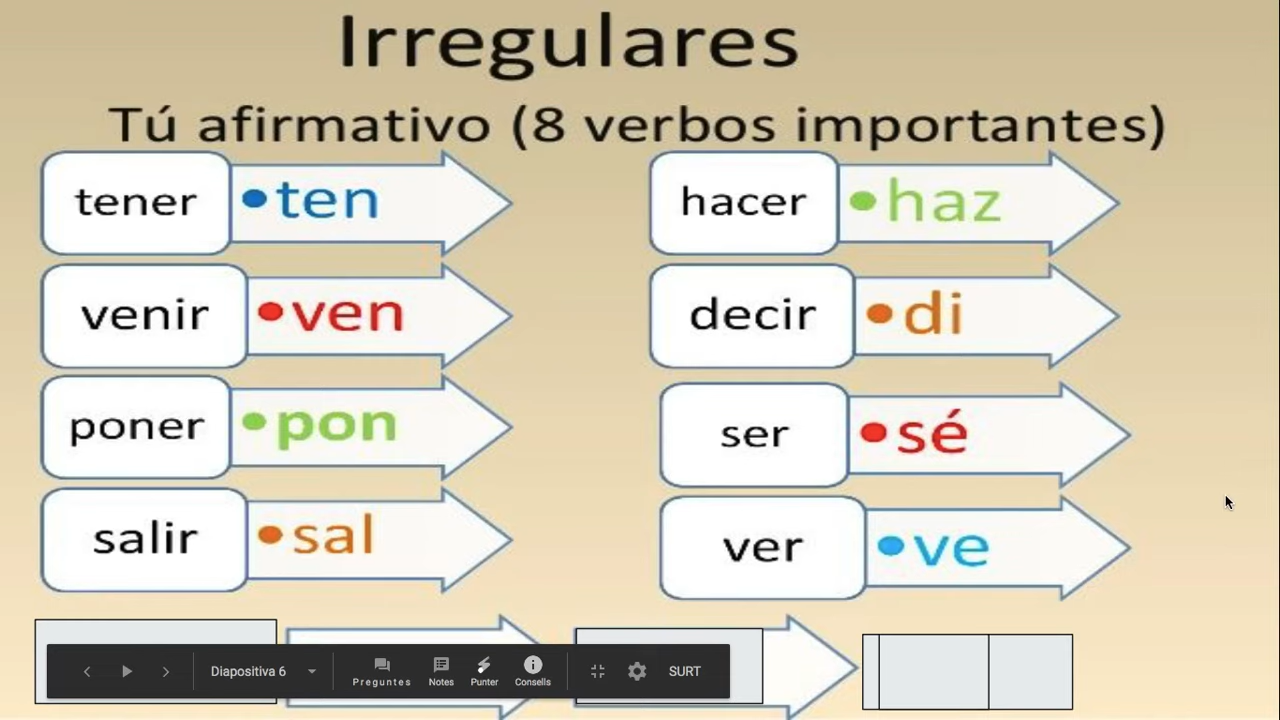 Irregulares
Tú afirmativo (8 verbos importantes)
tener •ten
hacer •haz
venir •ven
decir •di
poner •pon
ser •sé
salir •sal
ver •ve
Diapositiva 6
Preguntes Notes Punter Consells
SURT